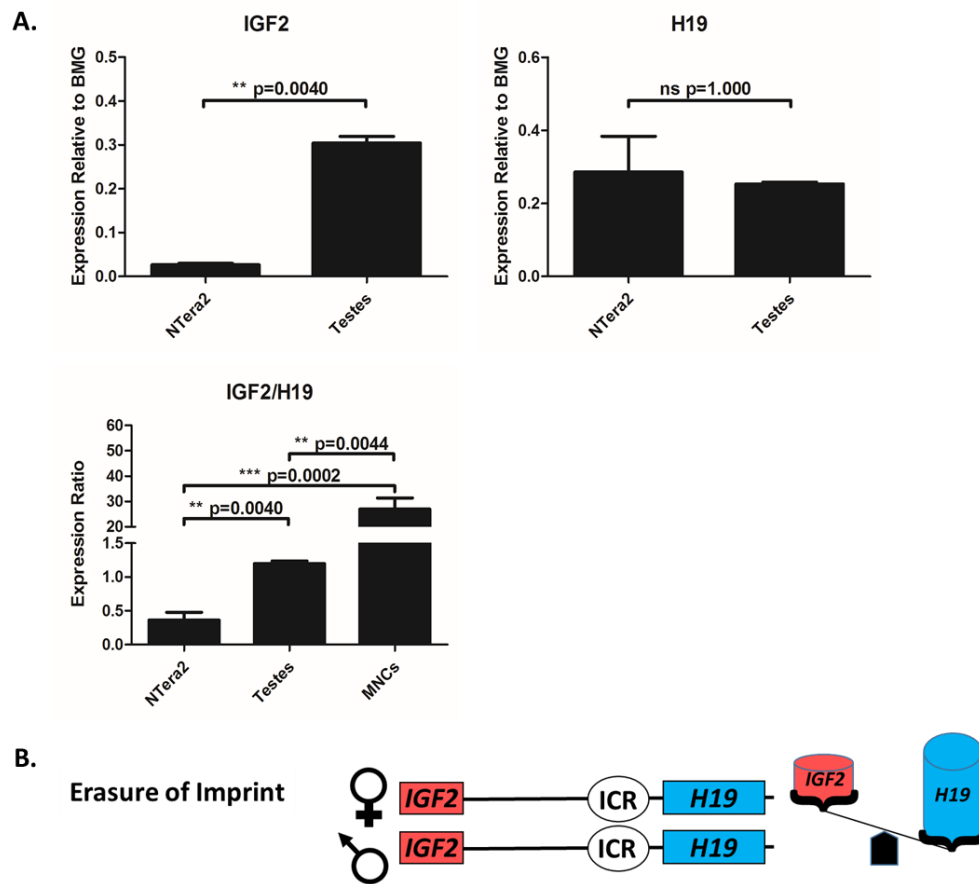 A.
IGF2
Expression Relative to BMG
0.5
0.4
0.3
0.2
0.1
0.0
** p=0.0040
NTera2
Testes
H19
Expression Relative to BMG
0.6
0.4
0.2
0.0
ns p=1.000
NTera2
Testes
IGF2/H19
Expression Ratio
60
50
40
30
20
1.5
1.0
0.5
0.0
** p=0.0044
*** p=0.0002
** p=0.0040
NTera2
Testes
MNCs
B.
Erasure of Imprint
IGF2 ICR H19
IGF2 ICR H19
IGF2
H19